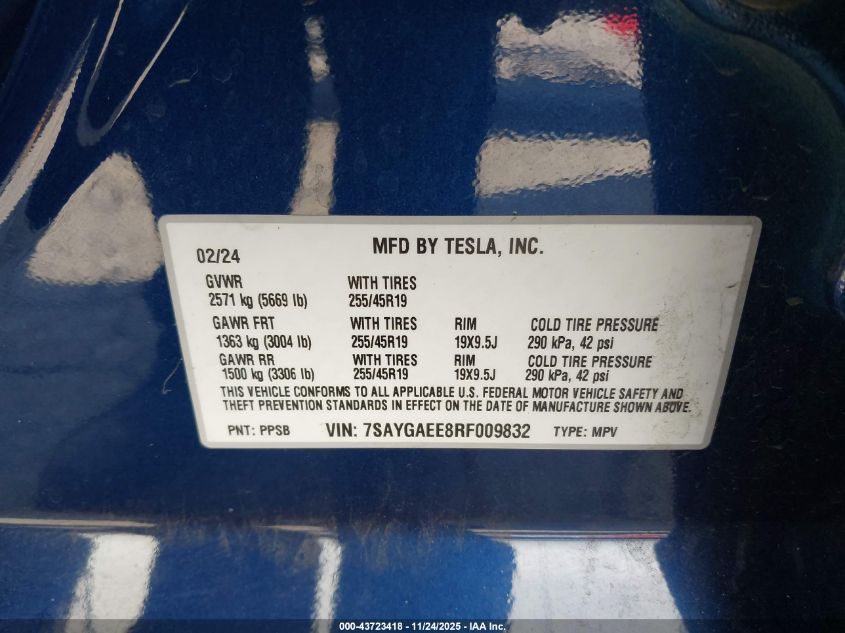 02/24 MFD BY TESLA, INC.
GVWR WITH TIRES
2571 kg (5669 lb) 255/45R19
GAWR FRT WITH TIRES RIM COLD TIRE PRESSURE
1363 kg (3004 lb) 255/45R19 19X9.5J 290 kPa, 42 psi
GAWR RR WITH TIRES RIM COLD TIRE PRESSURE
1500 kg (3306 lb) 255/45R19 19X9.5J 290 kPa, 42 psi
THIS VEHICLE CONFORMS TO ALL APPLICABLE U.S. FEDERAL MOTOR VEHICLE SAFETY AND
THEFT PREVENTION STANDARDS IN EFFECT ON THE DATE OF MANUFACTURE SHOWN ABOVE.
PNT: PPSB VIN: 7SAYGAEE8RF009832 TYPE: MPV
000-43723418 - 11/24/2025 - IAA Inc.